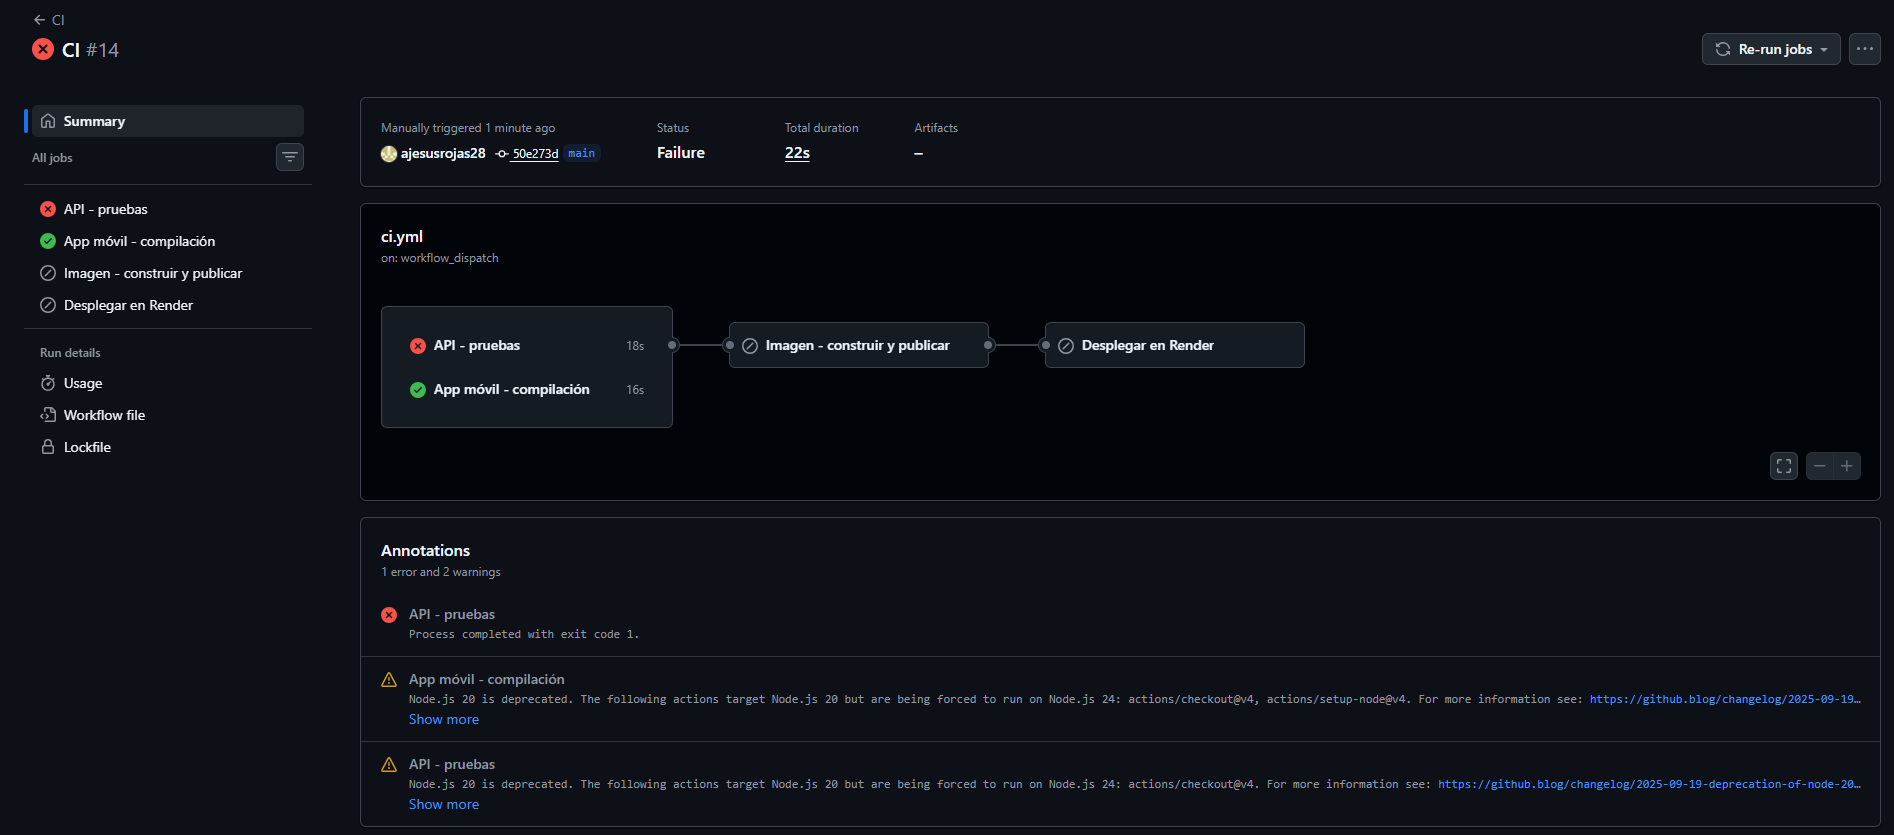 CI
CI #14
Re-run jobs
Summary
All jobs
API - pruebas
App móvil - compilación
Imagen - construir y publicar
Desplegar en Render
Run details
Usage
Workflow file
Lockfile
Manually triggered 1 minute ago
ajesusrojas28 50e273d main
Status
Failure
Total duration
22s
Artifacts
–
ci.yml
on: workflow_dispatch
API - pruebas 18s
App móvil - compilación 16s
Imagen - construir y publicar
Desplegar en Render
Annotations
1 error and 2 warnings
API - pruebas
Process completed with exit code 1.
App móvil - compilación
Node.js 20 is deprecated. The following actions target Node.js 20 but are being forced to run on Node.js 24: actions/checkout@v4, actions/setup-node@v4. For more information see: https://github.blog/changelog/2025-09-19…
Show more
API - pruebas
Node.js 20 is deprecated. The following actions target Node.js 20 but are being forced to run on Node.js 24: actions/checkout@v4. For more information see: https://github.blog/changelog/2025-09-19-deprecation-of-node-20…
Show more